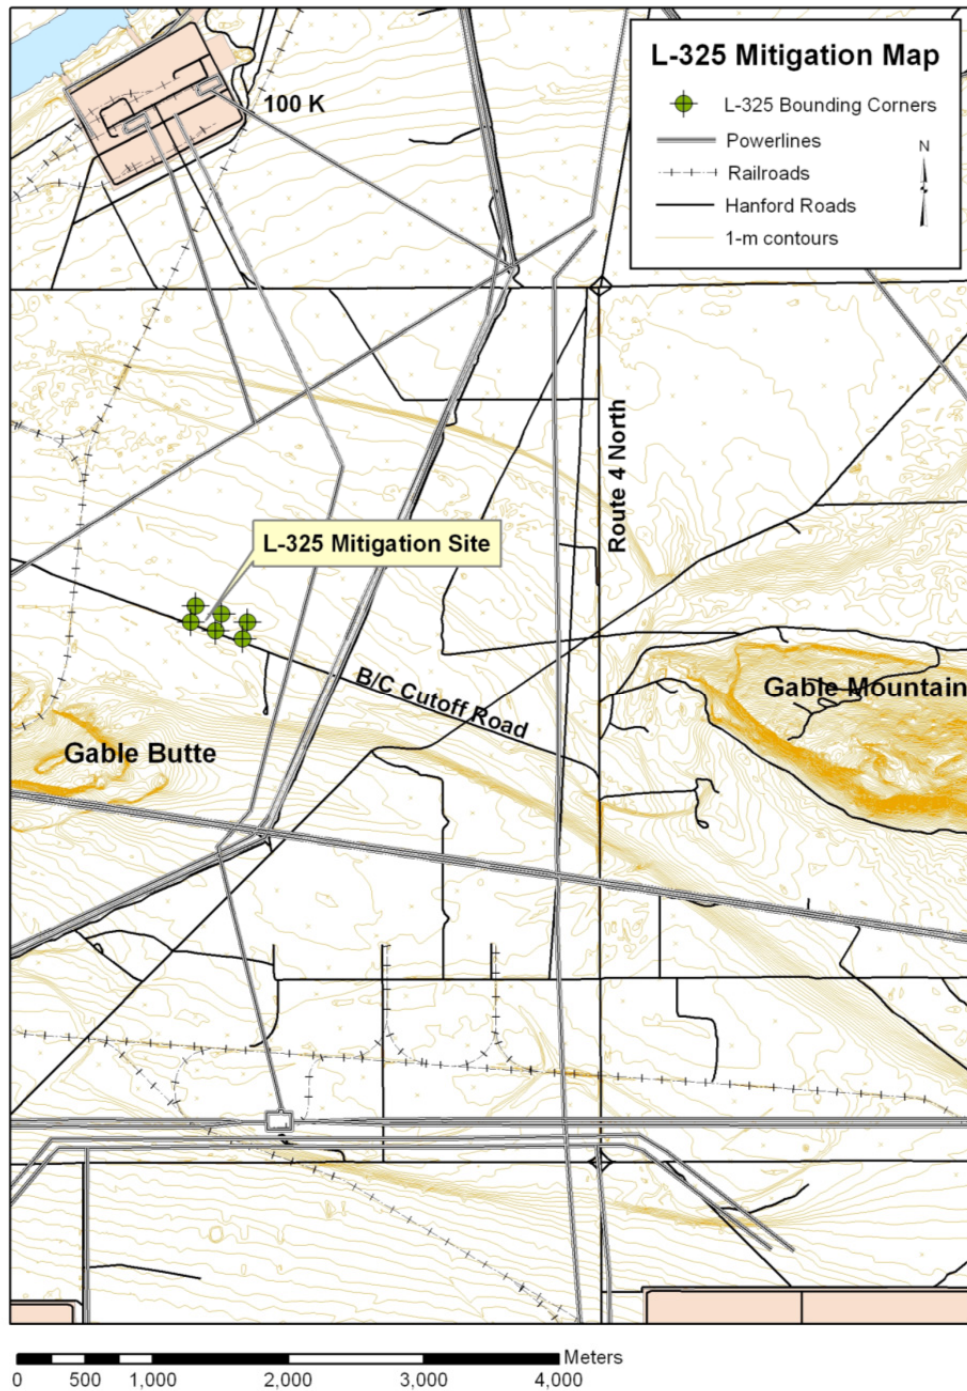 L-325 Mitigation Map
L-325 Bounding Corners
Powerlines
Railroads
Hanford Roads
1-m contours
N
100 K
Route 4 North
L-325 Mitigation Site
B/C Cutoff Road
Gable Mountain
Gable Butte
Meters
0 500 1,000 2,000 3,000 4,000